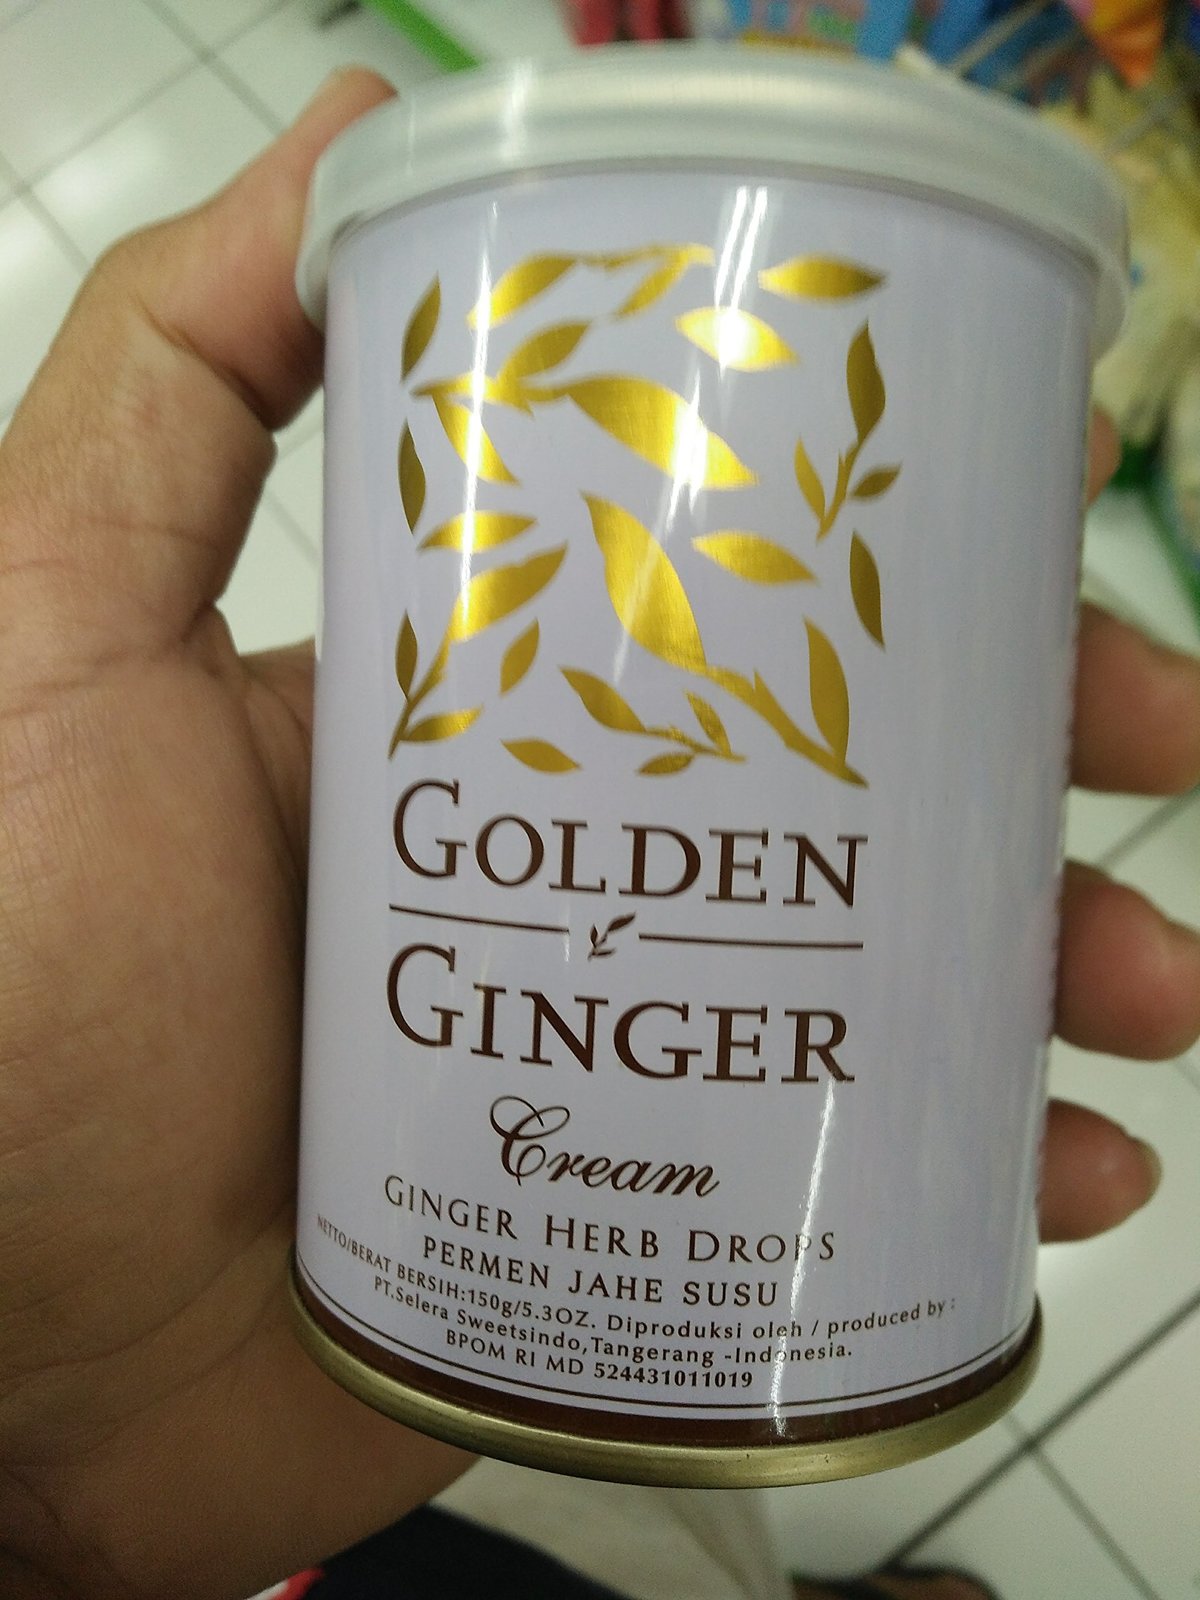 GOLDEN
GINGER
Cream
GINGER HERB DROPS
PERMEN JAHE SUSU
NETTO/BERAT BERSIH:150g/5.3OZ. Diproduksi oleh / produced by :
PT.Selera Sweetsindo,Tangerang -Indonesia.
BPOM RI MD 524431011019